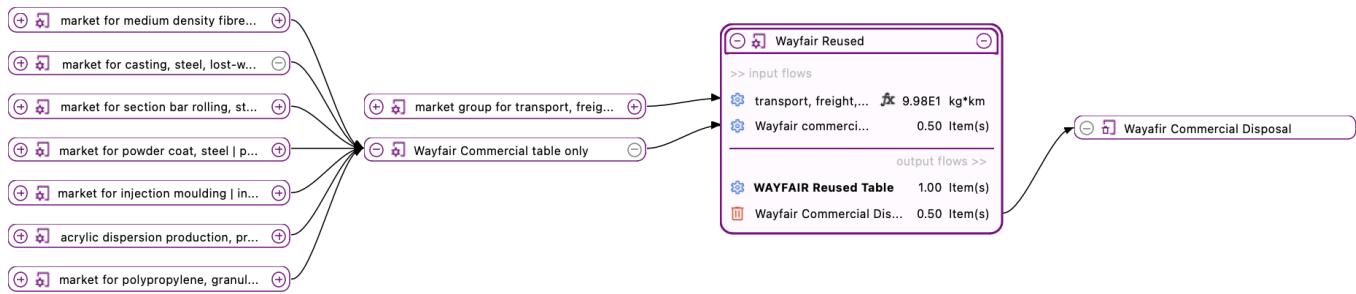 market for medium density fibre...
market for casting, steel, lost-w...
market for section bar rolling, st...
market for powder coat, steel | p...
market for injection moulding | in...
acrylic dispersion production, pr...
market for polypropylene, granul...
market group for transport, freig...
Wayfair Commercial table only
Wayfair Reused
>> input flows
transport, freight,... fx 9.98E1 kg*km
Wayfair commerci... 0.50 Item(s)
output flows >>
WAYFAIR Reused Table 1.00 Item(s)
Wayfair Commercial Dis... 0.50 Item(s)
Wayafir Commercial Disposal